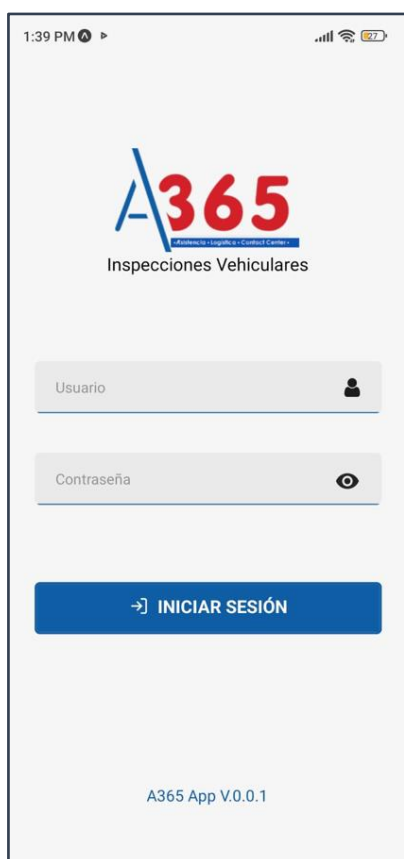 1:39 PM
27
A365
-Asistencia - Logística - Contact Center -
Inspecciones Vehiculares
Usuario
Contraseña
INICIAR SESIÓN
A365 App V.0.0.1